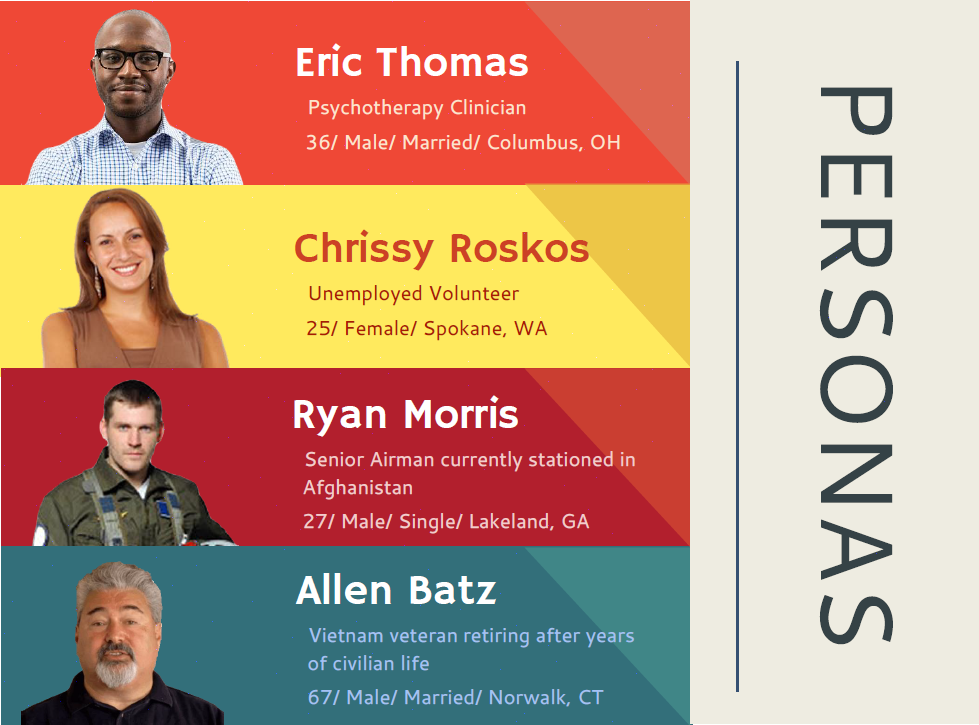 Eric Thomas
Psychotherapy Clinician
36/ Male/ Married/ Columbus, OH
Chrissy Roskos
Unemployed Volunteer
25/ Female/ Spokane, WA
Ryan Morris
Senior Airman currently stationed in
Afghanistan
27/ Male/ Single/ Lakeland, GA
Allen Batz
Vietnam veteran retiring after years
of civilian life
67/ Male/ Married/ Norwalk, CT
PERSONAS